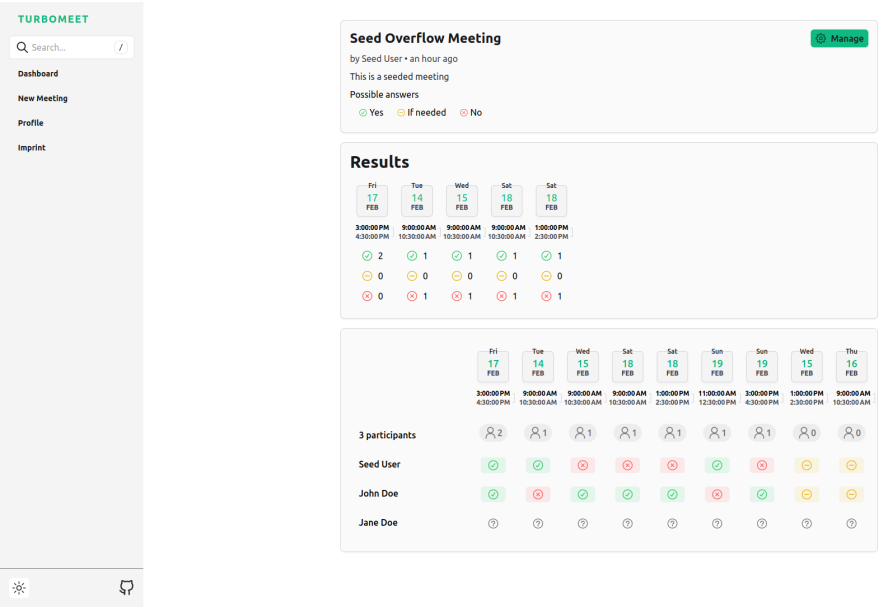 TURBOMEET
Search... /
Dashboard
New Meeting
Profile
Imprint
Seed Overflow Meeting
Manage
by Seed User • an hour ago
This is a seeded meeting
Possible answers
Yes If needed No
Results
Fri Tue Wed Sat Sat
17 14 15 18 18
FEB FEB FEB FEB FEB
3:00:00 PM 9:00:00 AM 9:00:00 AM 9:00:00 AM 1:00:00 PM
4:30:00 PM 10:30:00 AM 10:30:00 AM 10:30:00 AM 2:30:00 PM
2 1 1 1 1
0 0 0 0 0
0 1 1 1 1
Fri Tue Wed Sat Sat Sun Sun Wed Thu
17 14 15 18 18 19 19 15 16
FEB FEB FEB FEB FEB FEB FEB FEB FEB
3:00:00 PM 9:00:00 AM 9:00:00 AM 9:00:00 AM 1:00:00 PM 11:00:00 AM 3:00:00 PM 1:00:00 PM 9:00:00 AM
4:30:00 PM 10:30:00 AM 10:30:00 AM 10:30:00 AM 2:30:00 PM 12:30:00 PM 4:30:00 PM 2:30:00 PM 10:30:00 AM
3 participants 2 1 1 1 1 1 1 0 0
Seed User
John Doe
Jane Doe ? ? ? ? ? ? ? ? ?